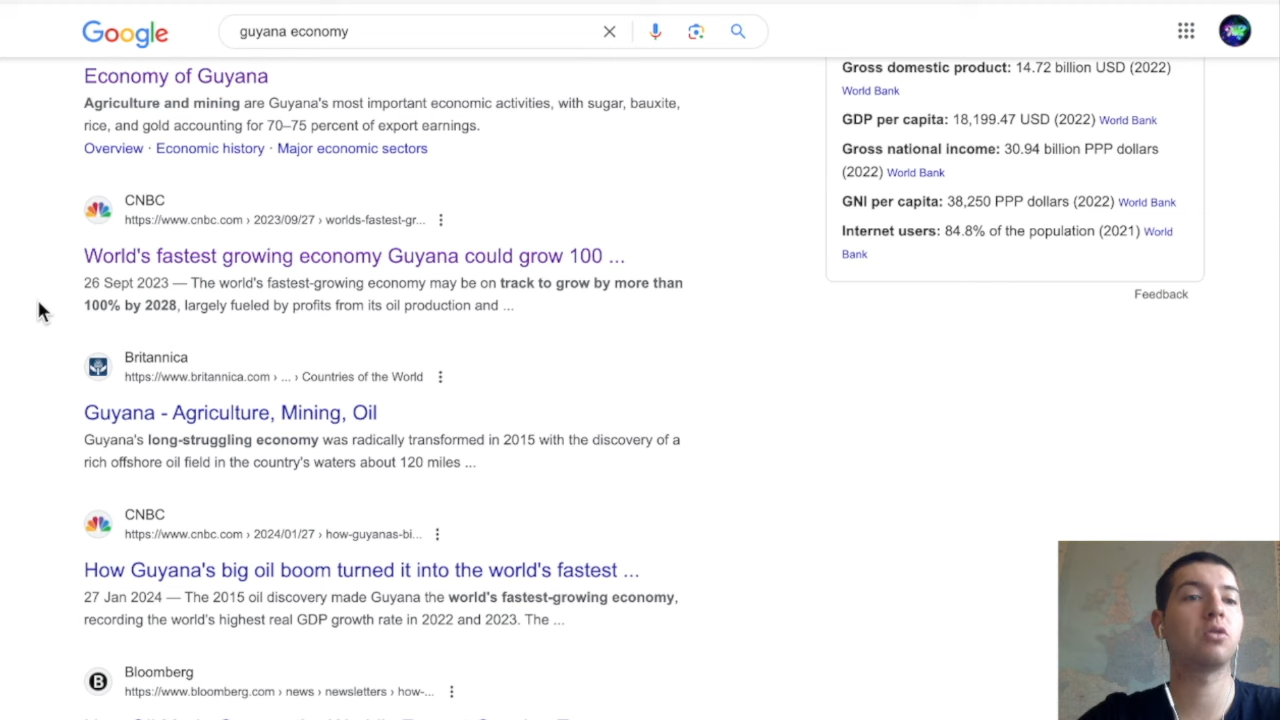 Google
guyana economy
Economy of Guyana
Agriculture and mining are Guyana's most important economic activities, with sugar, bauxite,
rice, and gold accounting for 70–75 percent of export earnings.
Overview · Economic history · Major economic sectors
CNBC
https://www.cnbc.com › 2023/09/27 › worlds-fastest-gr...
World's fastest growing economy Guyana could grow 100 ...
26 Sept 2023 — The world's fastest-growing economy may be on track to grow by more than
100% by 2028, largely fueled by profits from its oil production and ...
Britannica
https://www.britannica.com › ... › Countries of the World
Guyana - Agriculture, Mining, Oil
Guyana's long-struggling economy was radically transformed in 2015 with the discovery of a
rich offshore oil field in the country's waters about 120 miles ...
CNBC
https://www.cnbc.com › 2024/01/27 › how-guyanas-bi...
How Guyana's big oil boom turned it into the world's fastest ...
27 Jan 2024 — The 2015 oil discovery made Guyana the world's fastest-growing economy,
recording the world's highest real GDP growth rate in 2022 and 2023. The ...
Bloomberg
https://www.bloomberg.com › news › newsletters › how-...
Gross domestic product: 14.72 billion USD (2022)
World Bank
GDP per capita: 18,199.47 USD (2022) World Bank
Gross national income: 30.94 billion PPP dollars
(2022) World Bank
GNI per capita: 38,250 PPP dollars (2022) World Bank
Internet users: 84.8% of the population (2021) World
Bank
Feedback